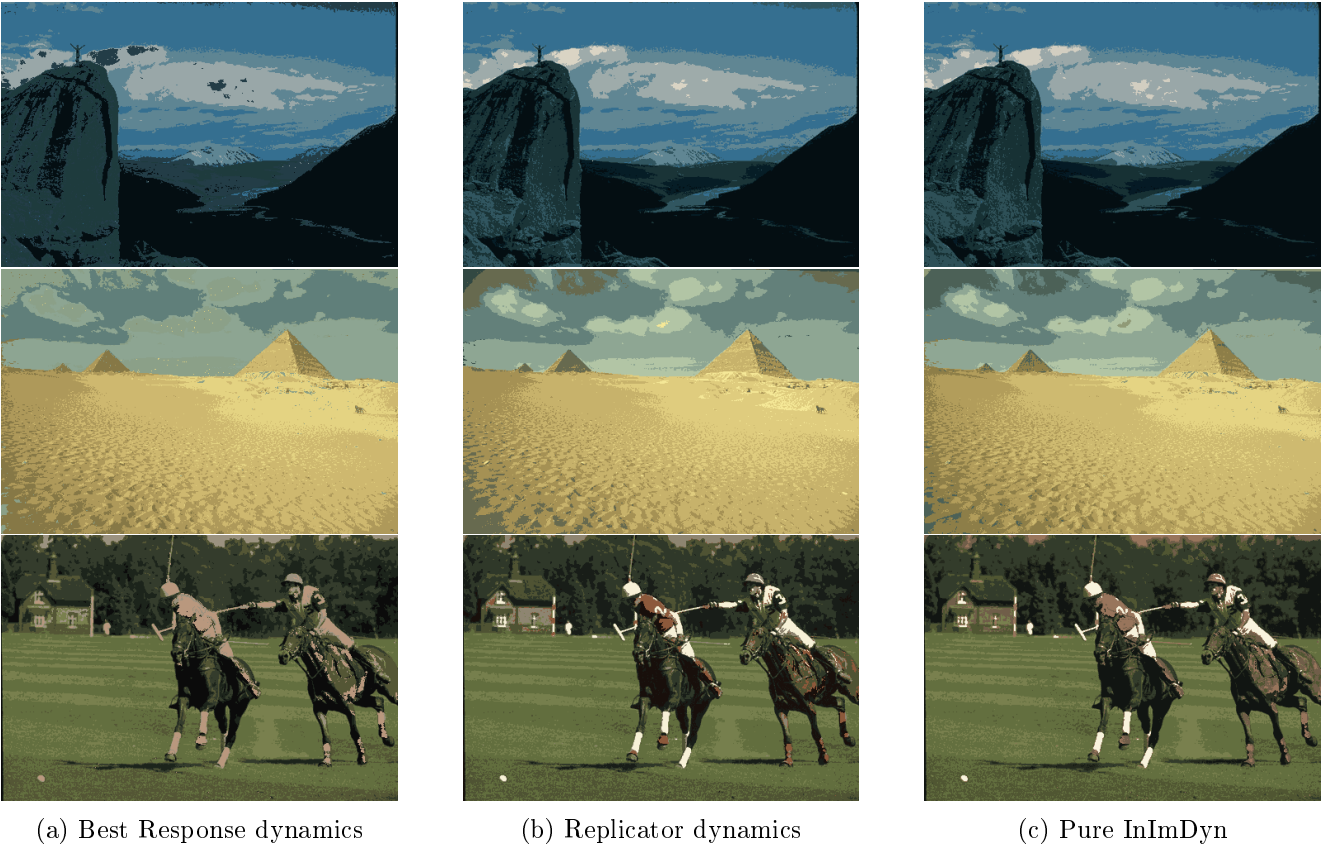 (a) Best Response dynamics
(b) Replicator dynamics
(c) Pure InImDyn